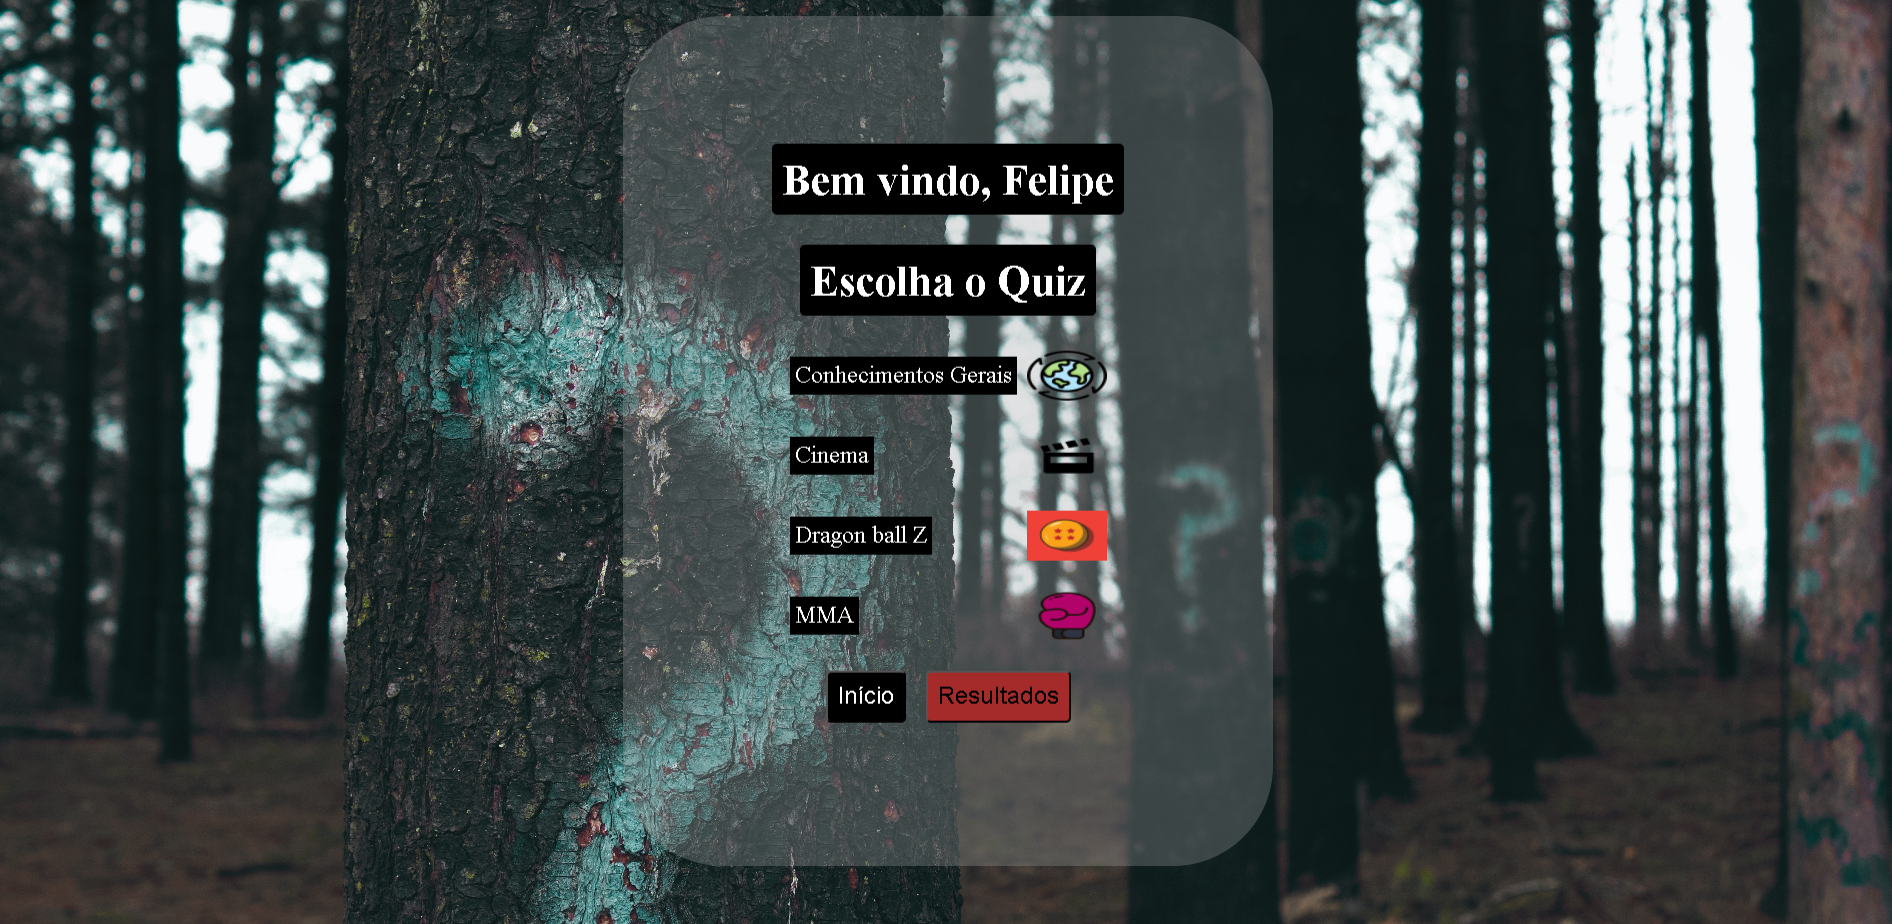 Bem vindo, Felipe
Escolha o Quiz
Conhecimentos Gerais
Cinema
Dragon ball Z
MMA
Início Resultados
?